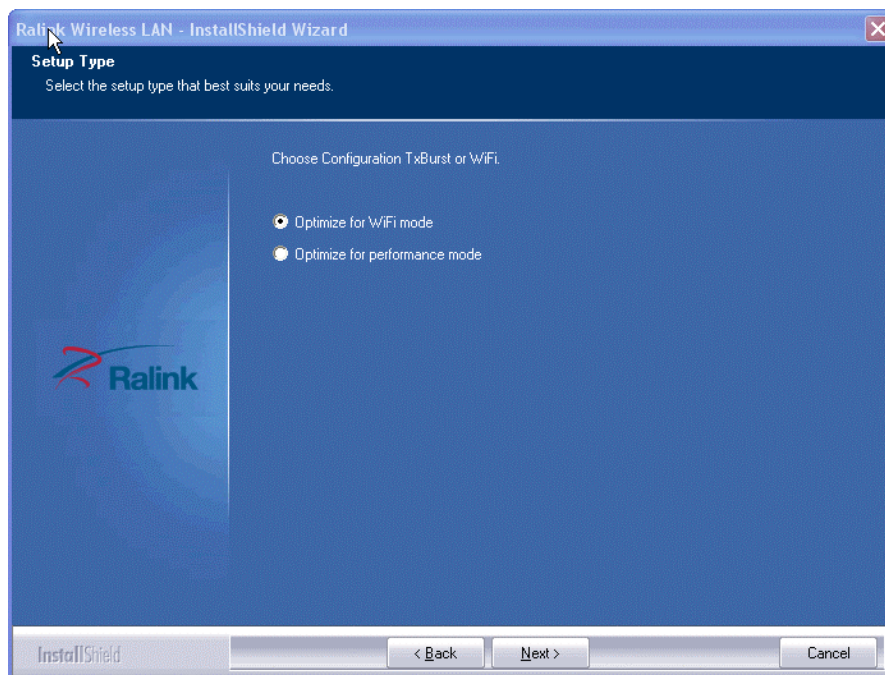 Ralink Wireless LAN - InstallShield Wizard
Setup Type
Select the setup type that best suits your needs.
Choose Configuration TxBurst or WiFi.
Optimize for WiFi mode
Optimize for performance mode
Ralink
InstallShield
< Back
Next >
Cancel